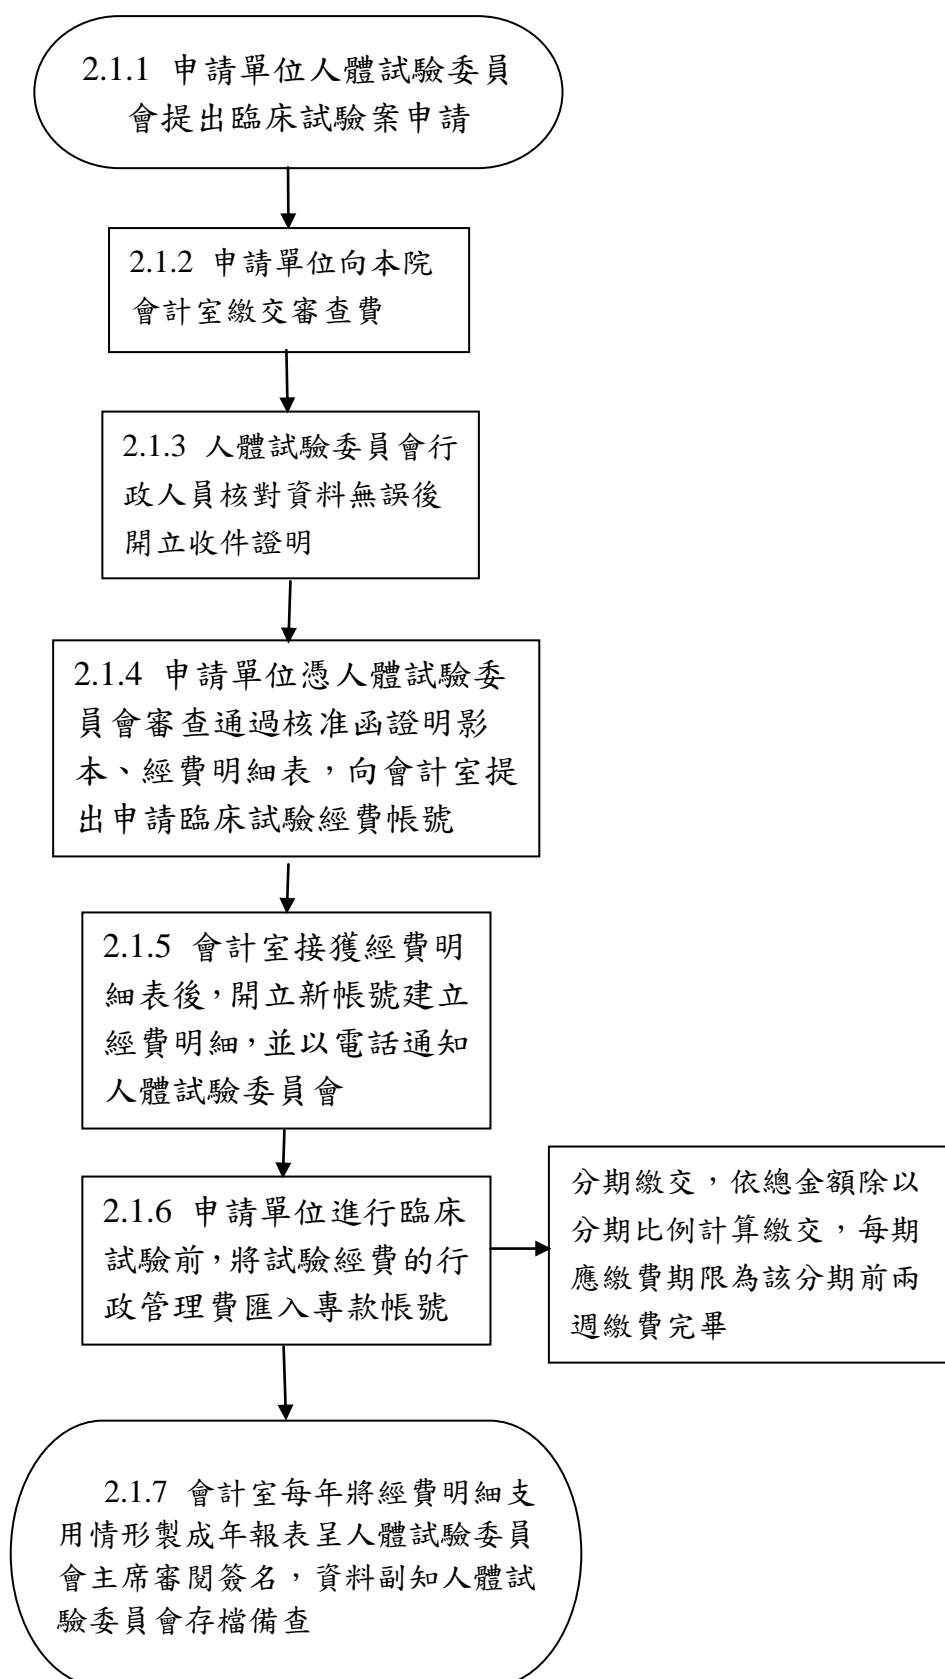 2.1.1 申請單位人體試驗委員
會提出臨床試驗案申請
2.1.2 申請單位向本院
會計室繳交審查費
2.1.3 人體試驗委員會行
政人員核對資料無誤後
開立收件證明
2.1.4 申請單位憑人體試驗委
員會審查通過核准函證明影
本、經費明細表，向會計室提
出申請臨床試驗經費帳號
2.1.5 會計室接獲經費明
細表後，開立新帳號建立
經費明細，並以電話通知
人體試驗委員會
2.1.6 申請單位進行臨床
試驗前，將試驗經費的行
政管理費匯入專款帳號
分期繳交，依總金額除以
分期比例計算繳交，每期
應繳費期限為該分期前兩
週繳費完畢
2.1.7 會計室每年將經費明細支
用情形製成年報表呈人體試驗委員
會主席審閱簽名，資料副知人體試
驗委員會存檔備查